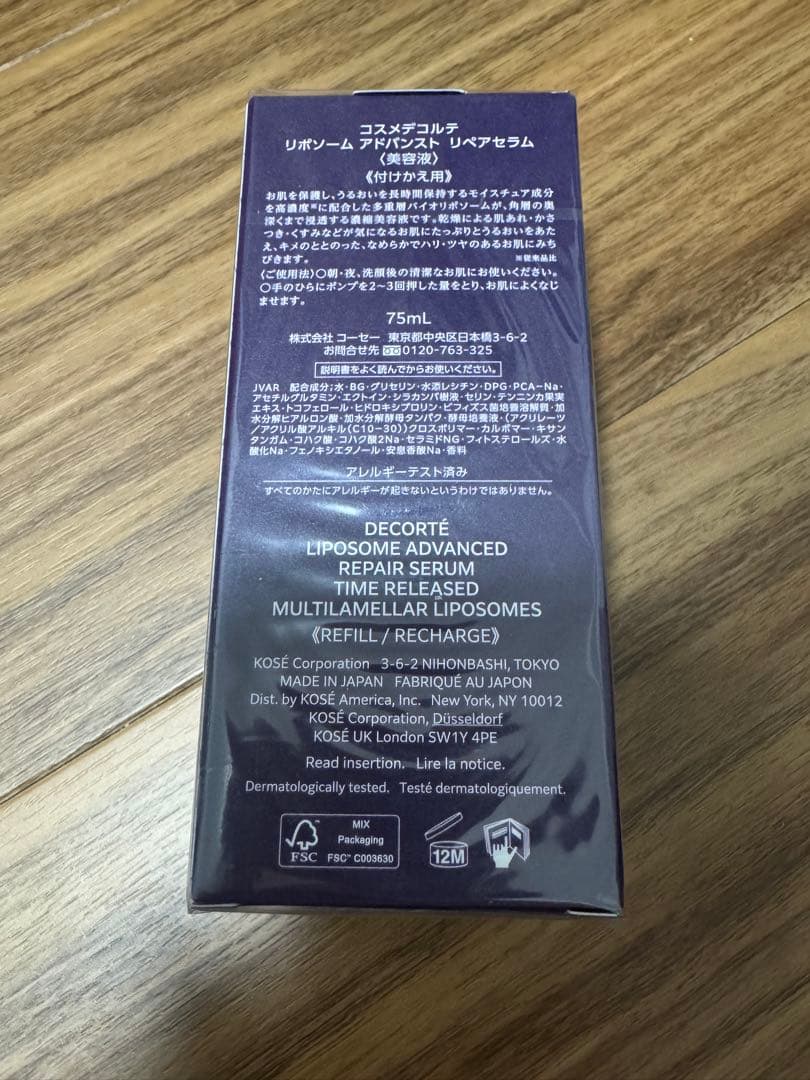 コスメデコルテ
リポソーム アドバンスト リペアセラム
〈美容液〉
《付けかえ用》
お肌を保護し、うるおいを長時間保持するモイスチュア成分
を高濃度※に配合した多重層バイオリポソームが、角層の奥
深くまで浸透する濃縮美容液です。乾燥による肌あれ・かさ
つき・くすみなどが気になるお肌にたっぷりとうるおいをあた
え、キメのととのった、なめらかでハリ・ツヤのあるお肌にみち
びきます。 ※従来品比
〈ご使用法〉○朝・夜、洗顔後の清潔なお肌にお使いください。
○手のひらにポンプを2～3回押した量をとり、お肌によくなじ
ませます。
75mL
株式会社 コーセー 東京都中央区日本橋3-6-2
お問合せ先 0120-763-325
説明書をよく読んでからお使いください。
JVAR 配合成分;水・BG・グリセリン・水添レシチン・DPG・PCA-Na・
アセチルグルタミン・エクトイン・シラカンバ樹液・セリン・テンニンカ果実
エキス・トコフェロール・ヒドロキシプロリン・ビフィズス菌培養溶解質・加
水分解ヒアルロン酸・加水分解酵母タンパク・酵母培養液・(アクリレーツ
/アクリル酸アルキル(C10-30))クロスポリマー・カルボマー・キサン
タンガム・コハク酸・コハク酸2Na・セラミドNG・フィトステロールズ・水
酸化Na・フェノキシエタノール・安息香酸Na・香料
アレルギーテスト済み
すべてのかたにアレルギーが起きないというわけではありません。
DECORTÉ
LIPOSOME ADVANCED
REPAIR SERUM
TIME RELEASED
MULTILAMELLAR LIPOSOMES
《REFILL / RECHARGE》
KOSÉ Corporation 3-6-2 NIHONBASHI, TOKYO
MADE IN JAPAN FABRIQUÉ AU JAPON
Dist. by KOSÉ America, Inc. New York, NY 10012
KOSÉ Corporation, Düsseldorf
KOSÉ UK London SW1Y 4PE
Read insertion. Lire la notice.
Dermatologically tested. Testé dermatologiquement.
MIX
Packaging
FSC FSC™ C003630
12M